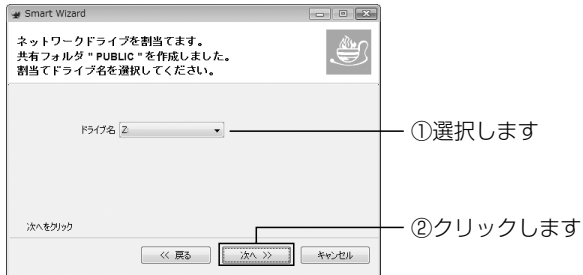 Smart Wizard
ネットワークドライブを割当てます。
共有フォルダ " PUBLIC " を作成しました。
割当てドライブ名を選択してください。
ドライブ名 Z:
①選択します
次へをクリック
②クリックします
<< 戻る
次へ >>
キャンセル